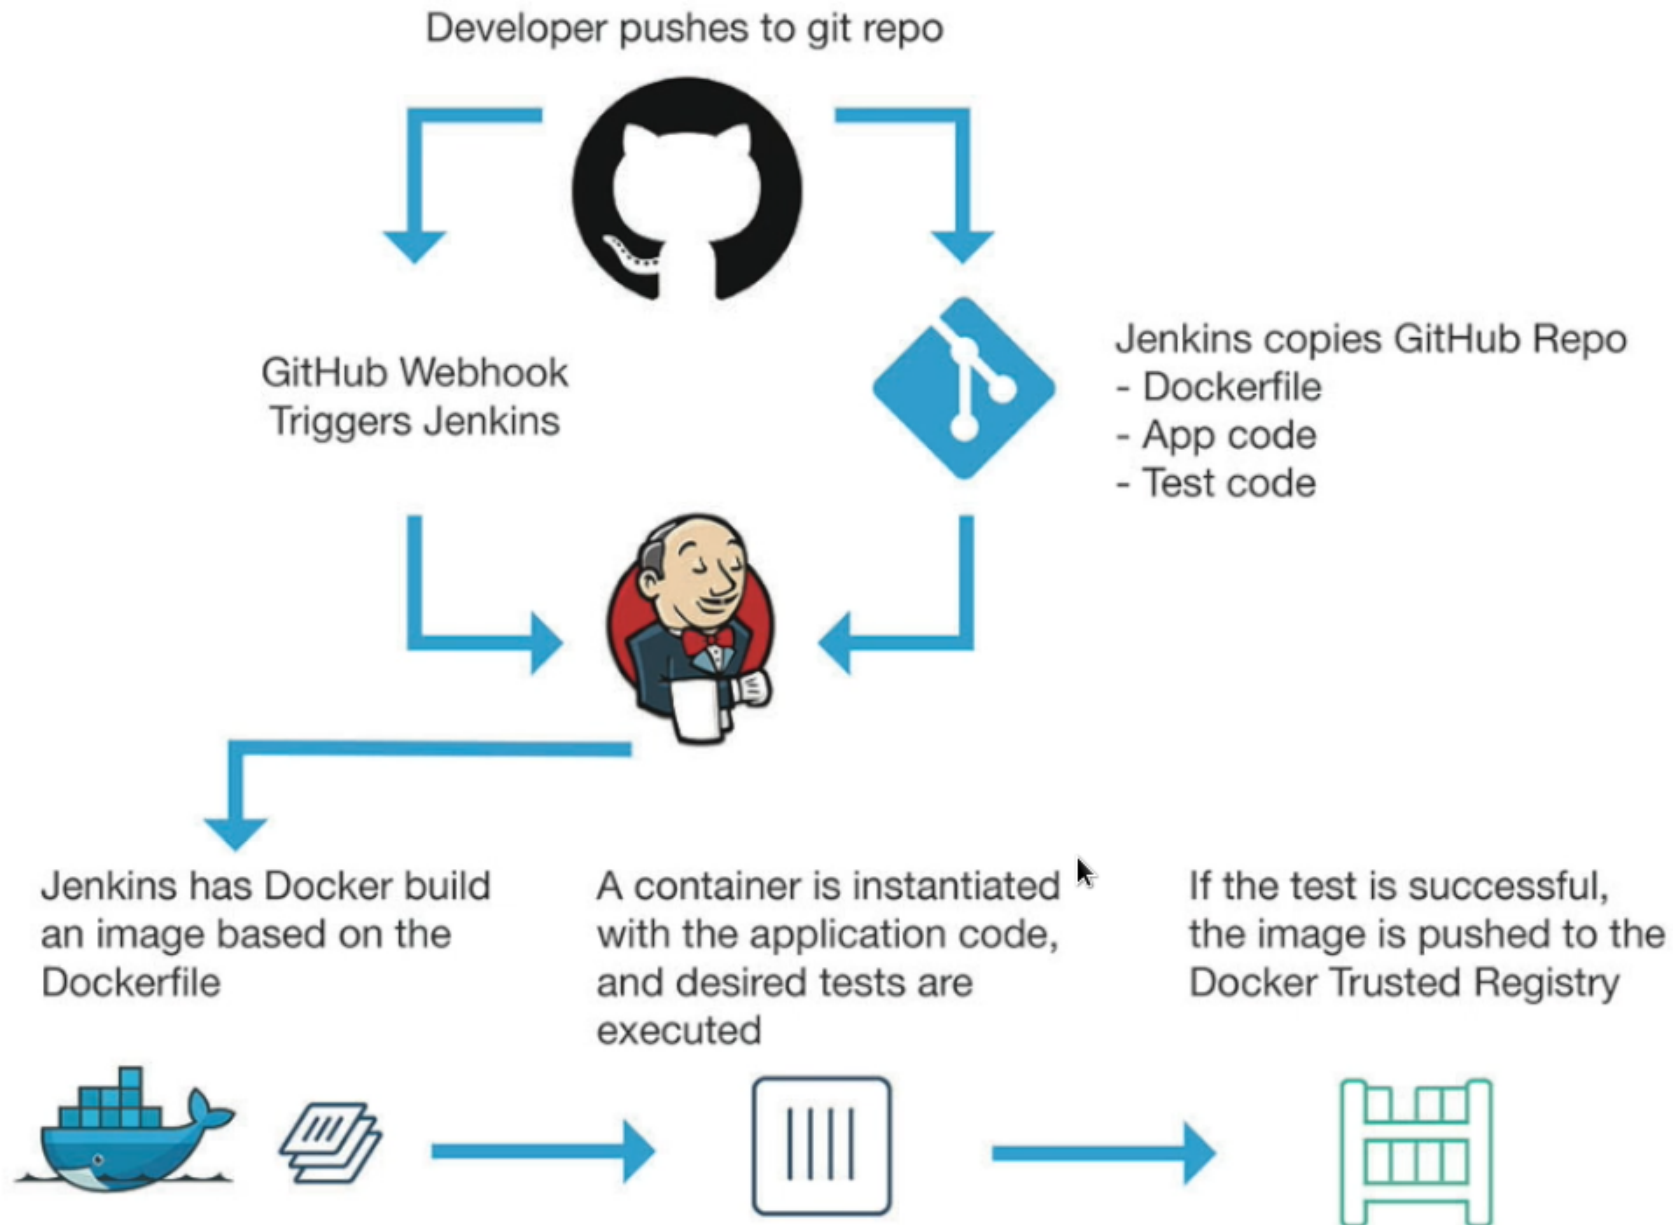 Developer pushes to git repo
GitHub Webhook
Triggers Jenkins
Jenkins copies GitHub Repo
- Dockerfile
- App code
- Test code
Jenkins has Docker build
an image based on the
Dockerfile
A container is instantiated
with the application code,
and desired tests are
executed
If the test is successful,
the image is pushed to the
Docker Trusted Registry